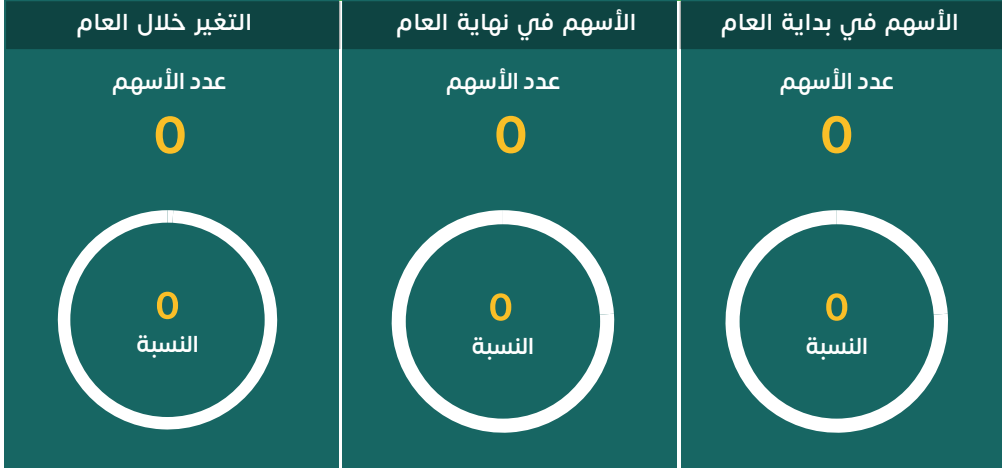 الأسهم في بداية العام
عدد الأسهم
0
0
النسبة
الأسهم في نهاية العام
عدد الأسهم
0
0
النسبة
التغير خلال العام
عدد الأسهم
0
0
النسبة